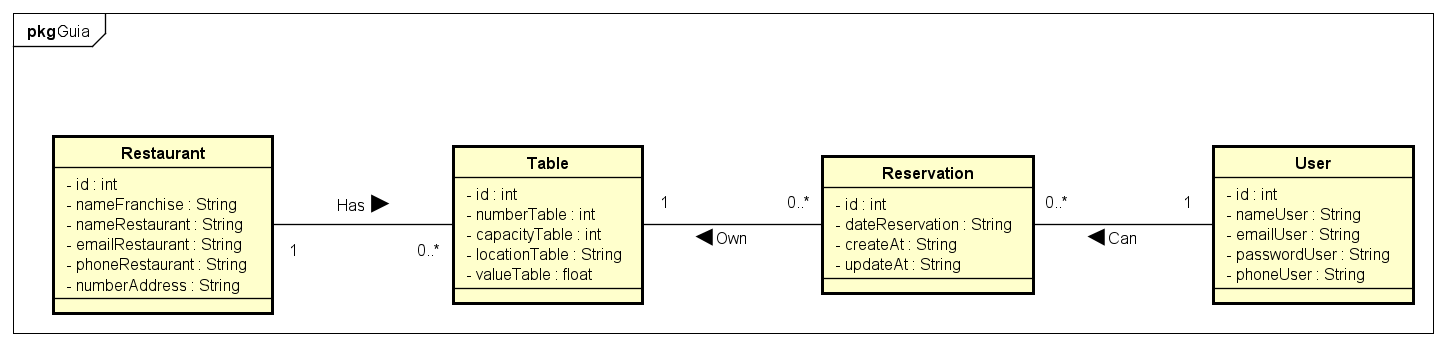 pkgGuia
Restaurant
- id : int
- nameFranchise : String
- nameRestaurant : String
- emailRestaurant : String
- phoneRestaurant : String
- numberAddress : String
Has
1
0..*
Table
- id : int
- numberTable : int
- capacityTable : int
- locationTable : String
- valueTable : float
1
0..*
Own
Reservation
- id : int
- dateReservation : String
- createAt : String
- updateAt : String
0..*
1
Can
User
- id : int
- nameUser : String
- emailUser : String
- passwordUser : String
- phoneUser : String